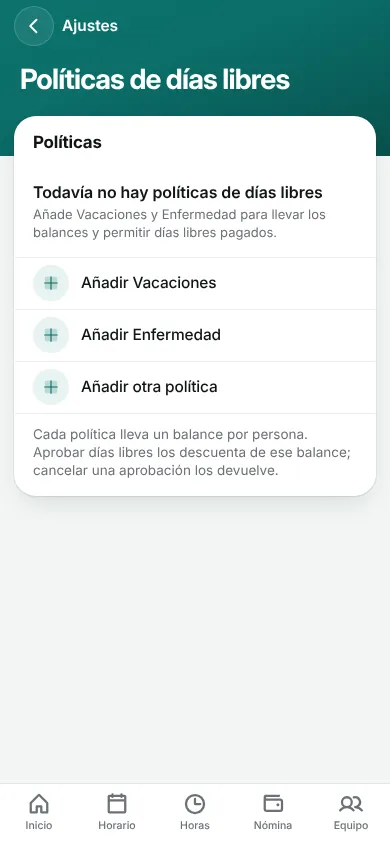 Ajustes
Políticas de días libres
Políticas
Todavía no hay políticas de días libres
Añade Vacaciones y Enfermedad para llevar los
balances y permitir días libres pagados.
Añadir Vacaciones
Añadir Enfermedad
Añadir otra política
Cada política lleva un balance por persona.
Aprobar días libres los descuenta de ese balance;
cancelar una aprobación los devuelve.
Inicio
Horario
Horas
Nómina
Equipo